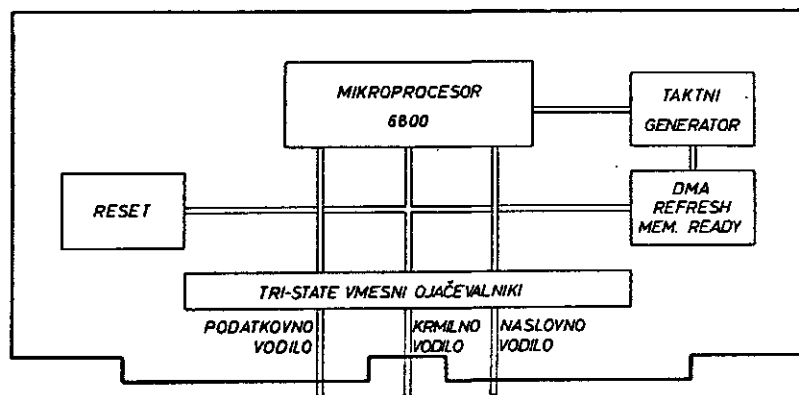 MIKROPROCESOR
6800
TAKTNI
GENERATOR
RESET
DMA
REFRESH
MEM. READY
TRI-STATE VMESNI OJAČEVALNIKI
PODATKOVNO
VODILO
KRMILNO
VODILO
NASLOVNO
VODILO